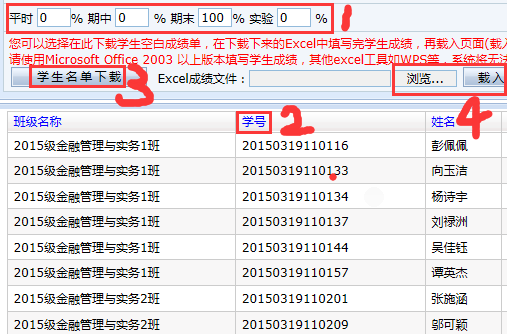 平时 0 % 期中 0 % 期末 100 % 实验 0 % 1
您可以选择在此下载学生空白成绩单，在下载下来的Excel中填写完学生成绩，再载入页面(载入
请使用Microsoft Office 2003 以上版本填写学生成绩，其他excel工具如WPS等，系统将无法
学生名单下载 Excel成绩文件： 浏览... 载入
3 4
班级名称 学号 2 姓名
2015级金融管理与实务1班 20150319110116 彭佩佩
2015级金融管理与实务1班 20150319110133 向玉洁
2015级金融管理与实务1班 20150319110134 杨诗宇
2015级金融管理与实务1班 20150319110137 刘禄洲
2015级金融管理与实务1班 20150319110144 吴佳钰
2015级金融管理与实务1班 20150319110157 谭英杰
2015级金融管理与实务2班 20150319110201 张施涵
2015级金融管理与实务2班 20150319110209 邬可颖